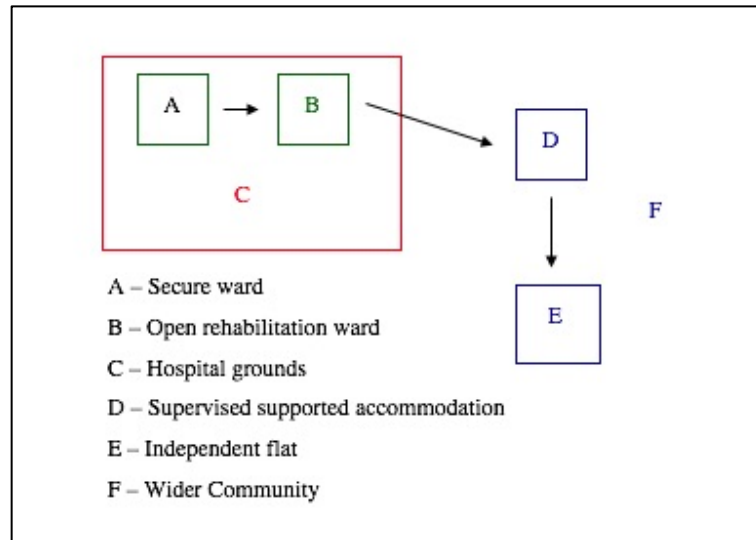 A
B
D
C
F
E
A – Secure ward
B – Open rehabilitation ward
C – Hospital grounds
D – Supervised supported accommodation
E – Independent flat
F – Wider Community